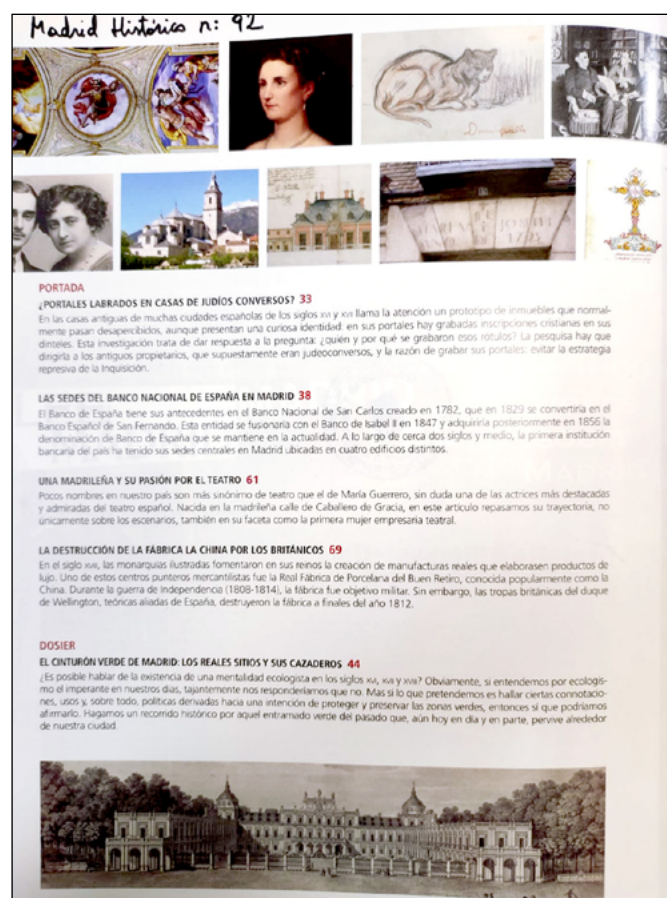 Madrid Histórico n: 92
PORTADA
¿PORTALES LABRADOS EN CASAS DE JUDÍOS CONVERSOS? 33
En las casas antiguas de muchas ciudades españolas de los siglos XVI y XVII llama la atención un prototipo de inmuebles que normal-
mente pasan desapercibidos, aunque presentan una curiosa identidad: en sus portales hay grabadas inscripciones cristianas en sus
dinteles. Esta investigación trata de dar respuesta a la pregunta: ¿quién y por qué se grabaron esos rótulos? La pesquisa hay que
dirigirla a los antiguos propietarios, que supuestamente eran judeoconversos, y la razón de grabar sus portales: evitar la estrategia
represiva de la Inquisición.
LAS SEDES DEL BANCO NACIONAL DE ESPAÑA EN MADRID 38
El Banco de España tiene sus antecedentes en el Banco Nacional de San Carlos creado en 1782, que en 1829 se convertiría en el
Banco Español de San Fernando. Esta entidad se fusionaría con el Banco de Isabel II en 1847 y adquiriría posteriormente en 1856 la
denominación de Banco de España que se mantiene en la actualidad. A lo largo de cerca dos siglos y medio, la primera institución
bancaria del país ha tenido sus sedes centrales en Madrid ubicadas en cuatro edificios distintos.
UNA MADRILEÑA Y SU PASIÓN POR EL TEATRO 61
Pocos nombres en nuestro país son más sinónimo de teatro que el de María Guerrero, sin duda una de las actrices más destacadas
y admiradas del teatro español. Nacida en la madrileña calle de Caballero de Gracia, en este artículo repasamos su trayectoria, no
únicamente sobre los escenarios, también en su faceta como la primera mujer empresaria teatral.
LA DESTRUCCIÓN DE LA FÁBRICA LA CHINA POR LOS BRITÁNICOS 69
En el siglo XVIII, las monarquías ilustradas fomentaron en sus reinos la creación de manufacturas reales que elaborasen productos de
lujo. Uno de estos centros punteros mercantilistas fue la Real Fábrica de Porcelana del Buen Retiro, conocida popularmente como la
China. Durante la guerra de Independencia (1808-1814), la fábrica fue objetivo militar. Sin embargo, las tropas británicas del duque
de Wellington, teóricas aliadas de España, destruyeron la fábrica a finales del año 1812.
DOSIER
EL CINTURÓN VERDE DE MADRID: LOS REALES SITIOS Y SUS CAZADEROS 44
¿Es posible hablar de la existencia de una mentalidad ecologista en los siglos XVI, XVII y XVIII? Obviamente, si entendemos por ecologis-
mo el imperante en nuestros días, tajantemente nos responderíamos que no. Mas si lo que pretendemos es hallar ciertas connotacio-
nes, usos y, sobre todo, políticas derivadas hacia una intención de proteger y preservar las zonas verdes, entonces sí que podríamos
afirmarlo. Hagamos un recorrido histórico por aquel entramado verde del pasado que, aún hoy en día y en parte, pervive alrededor
de nuestra ciudad.